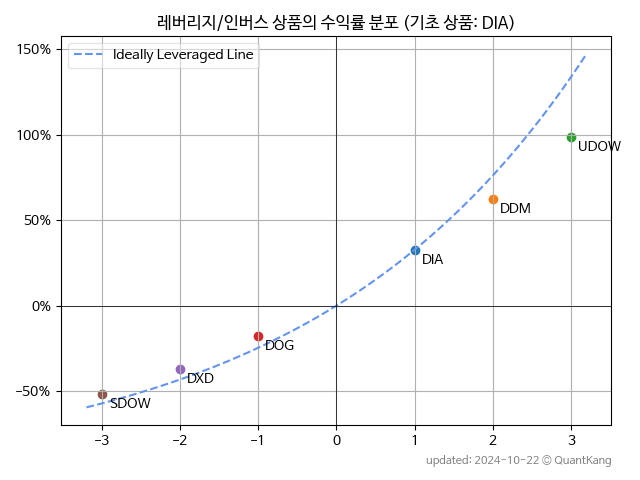 레버리지/인버스 상품의 수익률 분포 (기초 상품: DIA)
Ideally Leveraged Line
150%
100%
50%
0%
−50%
UDOW
DDM
DIA
DOG
DXD
SDOW
−3 −2 −1 0 1 2 3
updated: 2024-10-22 © QuantKang